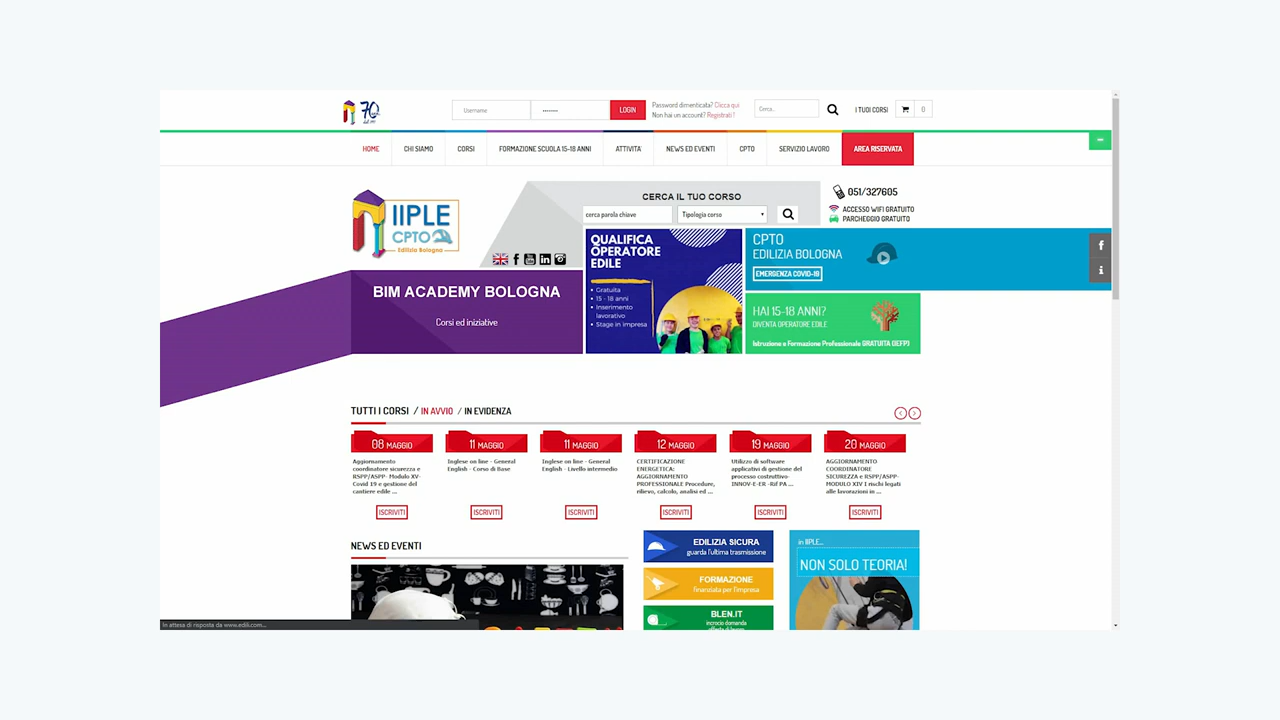 70
Username
••••••••
LOGIN
Password dimenticata? Clicca qui
Non hai un account? Registrati !
Cerca..
I TUOI CORSI
0
HOME
CHI SIAMO
CORSI
FORMAZIONE SCUOLA 15-18 ANNI
ATTIVITA'
NEWS ED EVENTI
CPTO
SERVIZIO LAVORO
AREA RISERVATA
IIPLE
CPTO
Edilizia Bologna
CERCA IL TUO CORSO
cerca parola chiave
Tipologia corso
051/327605
ACCESSO WIFI GRATUITO
PARCHEGGIO GRATUITO
BIM ACADEMY BOLOGNA
Corsi ed iniziative
QUALIFICA
OPERATORE
EDILE
• Gratuita
• 15 - 18 anni
• Inserimento
lavorativo
• Stage in impresa
CPTO
EDILIZIA BOLOGNA
EMERGENZA COVID-19
HAI 15-18 ANNI?
DIVENTA OPERATORE EDILE
Istruzione e Formazione Professionale GRATUITA (IEFP)
TUTTI I CORSI / IN AVVIO / IN EVIDENZA
08 MAGGIO
Aggiornamento
coordinatore sicurezza e
RSPP/ASPP- Modulo XV-
Covid 19 e gestione del
cantiere edile ...
ISCRIVITI
11 MAGGIO
Inglese on line - General
English - Corso di Base
ISCRIVITI
11 MAGGIO
Inglese on line - General
English - Livello intermedio
ISCRIVITI
12 MAGGIO
CERTIFICAZIONE
ENERGETICA:
AGGIORNAMENTO
PROFESSIONALE Procedure,
rilievo, calcolo, analisi ed ...
ISCRIVITI
19 MAGGIO
Utilizzo di software
applicativi di gestione del
processo costruttivo-
INNOV-E-ER -Rif PA ...
ISCRIVITI
20 MAGGIO
AGGIORNAMENTO
COORDINATORE
SICUREZZA e RSPP/ASPP-
MODULO XIV I rischi legati
alle lavorazioni in ...
ISCRIVITI
NEWS ED EVENTI
EDILIZIA SICURA
guarda l'ultima trasmissione
FORMAZIONE
finanziata per l'impresa
BLEN.IT
incrocio domanda
in IIPLE...
NON SOLO TEORIA!
In attesa di risposta da www.edili.com...